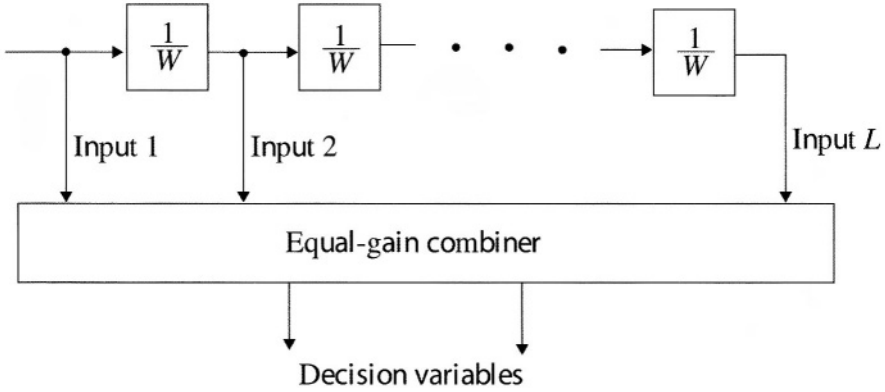 1/W 1/W 1/W
Input 1 Input 2 Input L
Equal-gain combiner
Decision variables